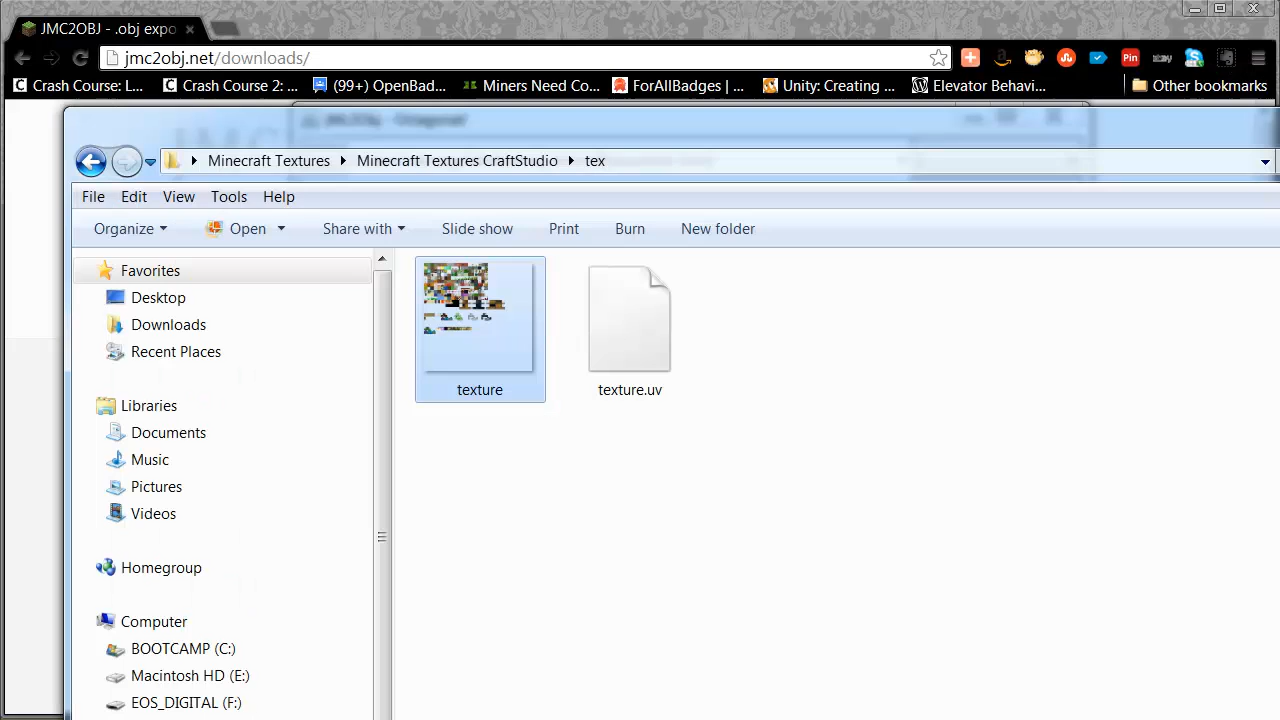 JMC2OBJ - .obj expo
jmc2obj.net/downloads/
Crash Course: L... Crash Course 2: ... (99+) OpenBad... Miners Need Co... ForAllBadges | ... Unity: Creating ... Elevator Behavi... Other bookmarks
Minecraft Textures Minecraft Textures CraftStudio tex
File Edit View Tools Help
Organize Open Share with Slide show Print Burn New folder
Favorites
Desktop
Downloads
Recent Places
Libraries
Documents
Music
Pictures
Videos
Homegroup
Computer
BOOTCAMP (C:)
Macintosh HD (E:)
EOS_DIGITAL (F:)
texture
texture.uv